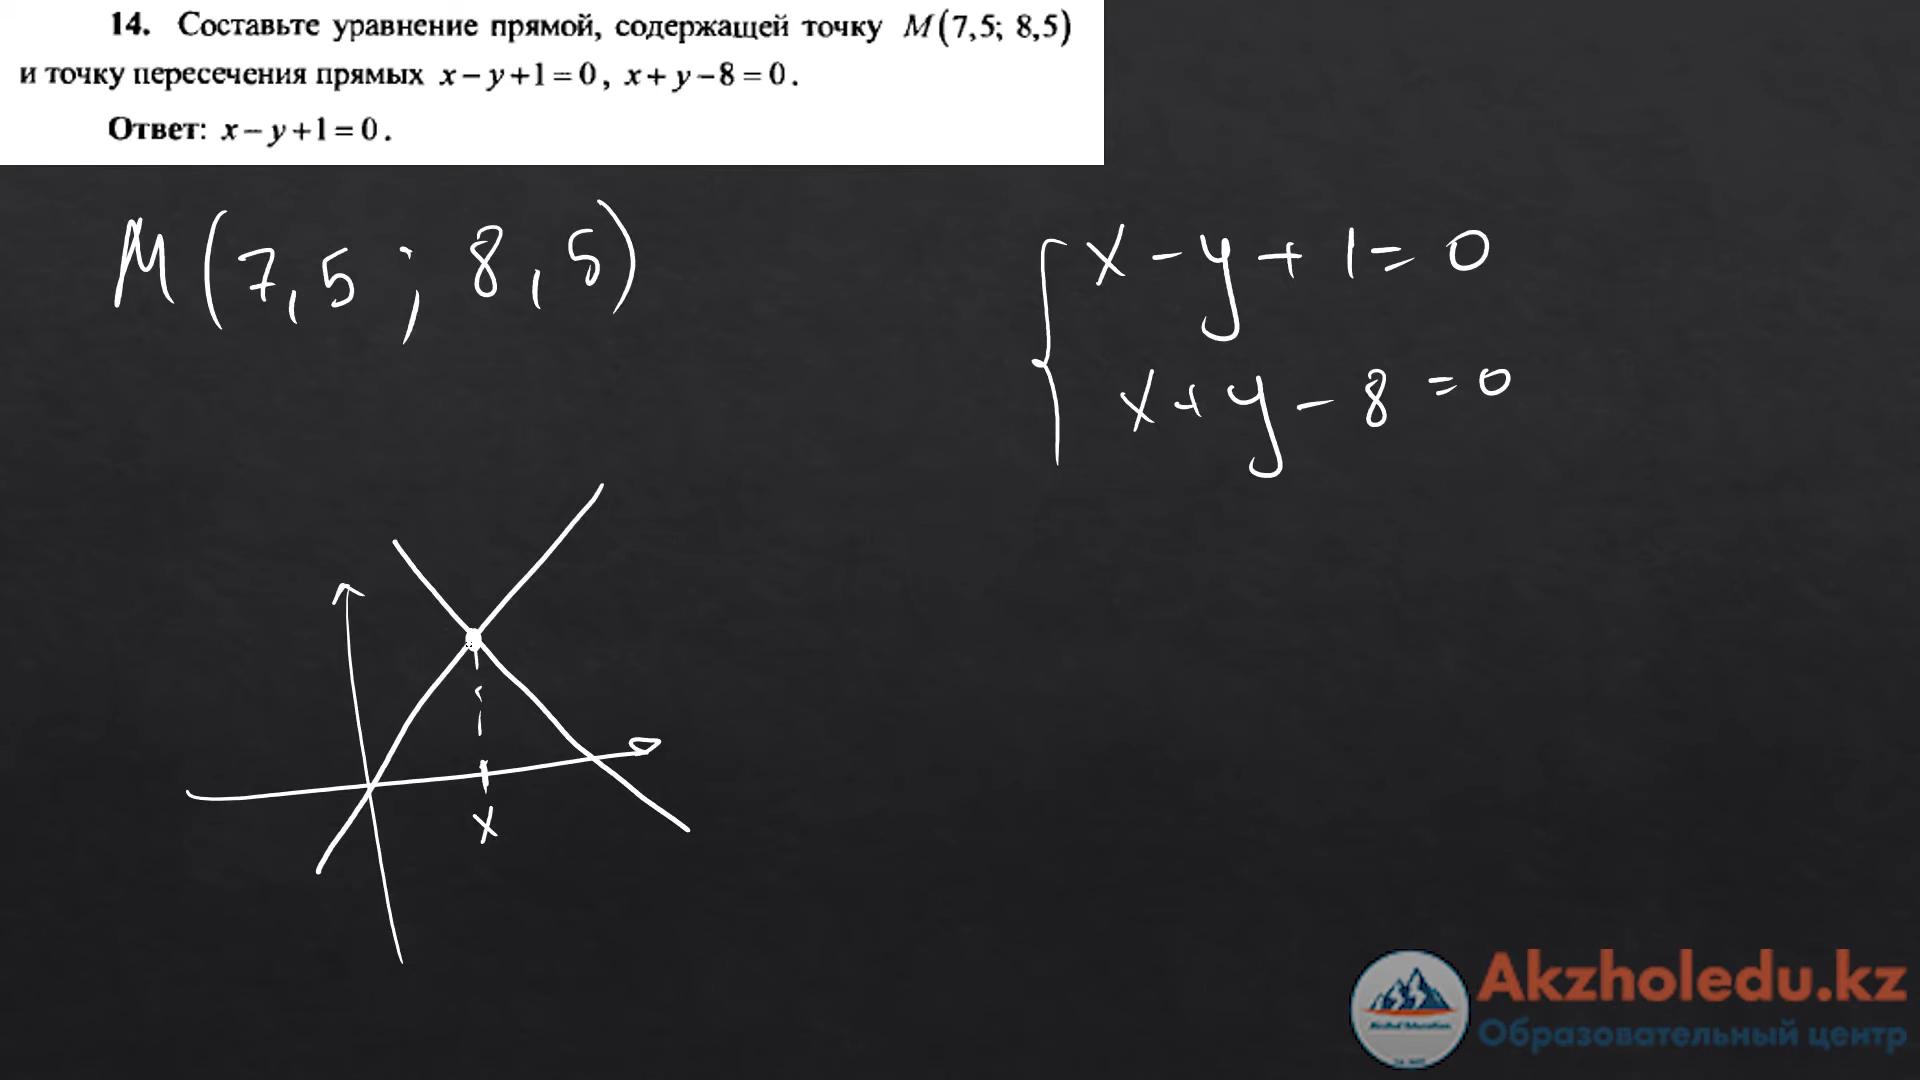 14. Составьте уравнение прямой, содержащей точку M(7,5; 8,5)
и точку пересечения прямых x−y+1=0, x+y−8=0.
Ответ: x−y+1=0.
M(7,5; 8,5)
x−y+1=0
x+y−8=0
x
Akzholedu.kz
Образовательный центр